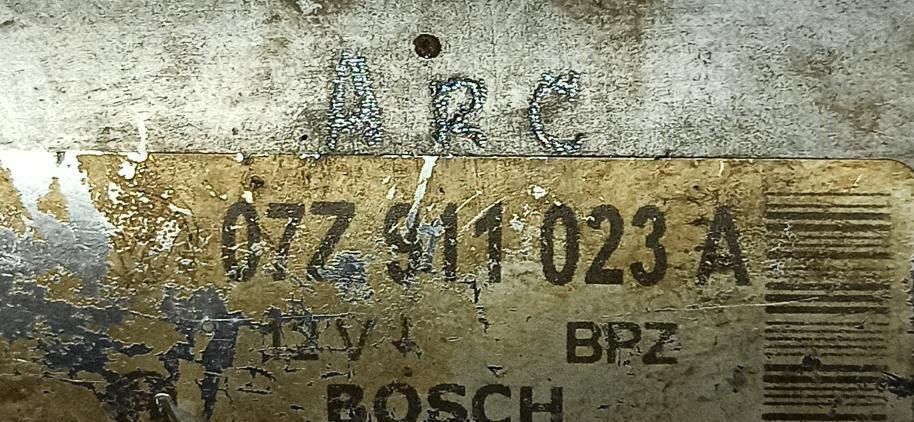 ARC
07Z 911 023 A
12V
BPZ
BOSCH